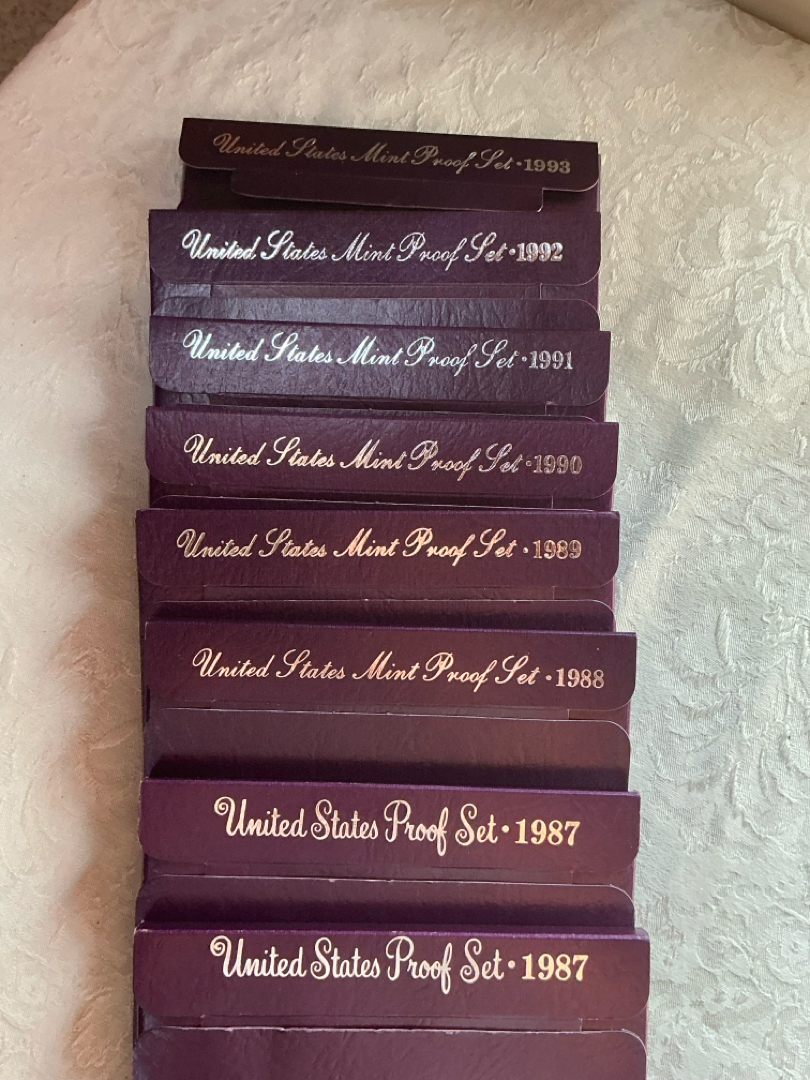 United States Mint Proof Set · 1993
United States Mint Proof Set · 1992
United States Mint Proof Set · 1991
United States Mint Proof Set · 1990
United States Mint Proof Set · 1989
United States Mint Proof Set · 1988
United States Proof Set · 1987
United States Proof Set · 1987